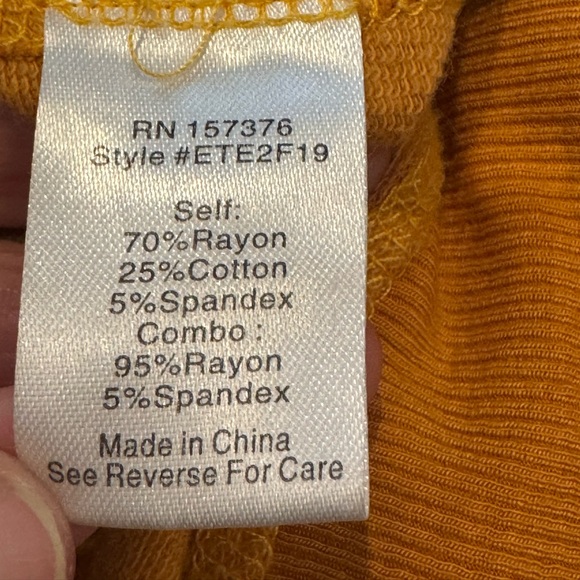 RN 157376
Style #ETE2F19
Self:
70%Rayon
25%Cotton
5%Spandex
Combo :
95%Rayon
5%Spandex
Made in China
See Reverse For Care